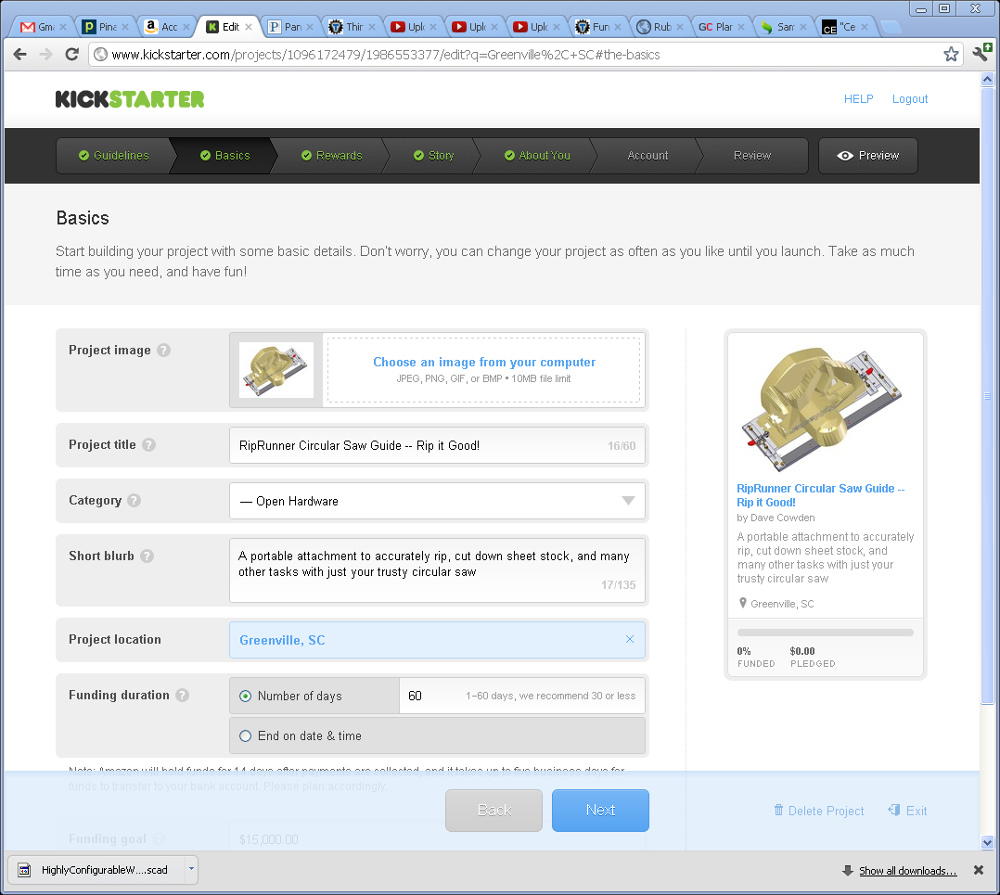 Gma
Pina
Acc
Edit
Pan
Thin
Uplo
Uplo
Uplo
Fun
Rub
GC Plan
Sam
CE "Ce
www.kickstarter.com/projects/1096172479/1986553377/edit?q=Greenville%2C+SC#the-basics
KICKSTARTER
HELP Logout
Guidelines Basics Rewards Story About You Account Review Preview
Basics
Start building your project with some basic details. Don't worry, you can change your project as often as you like until you launch. Take as much
time as you need, and have fun!
Project image ?
Choose an image from your computer
JPEG, PNG, GIF, or BMP • 10MB file limit
Project title ?
RipRunner Circular Saw Guide -- Rip it Good! 16/60
Category ?
— Open Hardware
Short blurb ?
A portable attachment to accurately rip, cut down sheet stock, and many
other tasks with just your trusty circular saw
17/135
Project location
Greenville, SC
Funding duration ?
Number of days 60 1–60 days, we recommend 30 or less
End on date & time
Note: Amazon will hold funds for 14 days after payments are collected, and it takes up to five business days for
funds to transfer to your bank account. Please plan accordingly.
Funding goal ?
$15,000.00
RipRunner Circular Saw Guide --
Rip it Good!
by Dave Cowden
A portable attachment to accurately
rip, cut down sheet stock, and
many other tasks with just your
trusty circular saw
Greenville, SC
0% $0.00
FUNDED PLEDGED
Back Next
Delete Project Exit
HighlyConfigurableW....scad
Show all downloads...